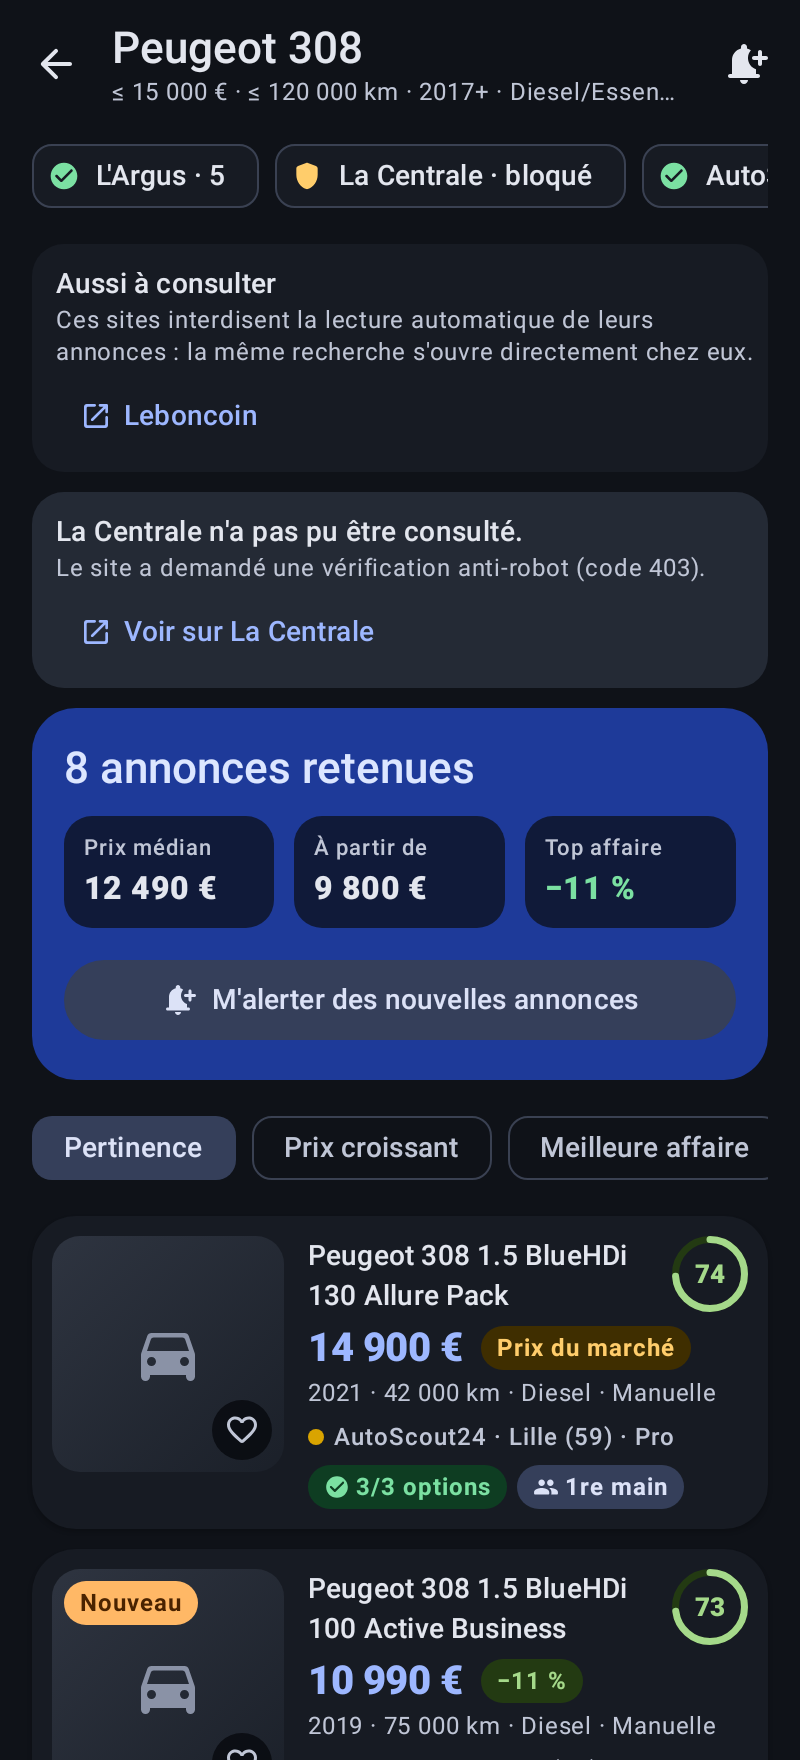 Peugeot 308
≤ 15 000 € · ≤ 120 000 km · 2017+ · Diesel/Essen…
L'Argus · 5
La Centrale · bloqué
Auto
Aussi à consulter
Ces sites interdisent la lecture automatique de leurs
annonces : la même recherche s'ouvre directement chez eux.
Leboncoin
La Centrale n'a pas pu être consulté.
Le site a demandé une vérification anti-robot (code 403).
Voir sur La Centrale
8 annonces retenues
Prix médian
12 490 €
À partir de
9 800 €
Top affaire
−11 %
M'alerter des nouvelles annonces
Pertinence
Prix croissant
Meilleure affaire
Peugeot 308 1.5 BlueHDi
130 Allure Pack
74
14 900 €
Prix du marché
2021 · 42 000 km · Diesel · Manuelle
AutoScout24 · Lille (59) · Pro
3/3 options
1re main
Nouveau
Peugeot 308 1.5 BlueHDi
100 Active Business
73
10 990 €
−11 %
2019 · 75 000 km · Diesel · Manuelle